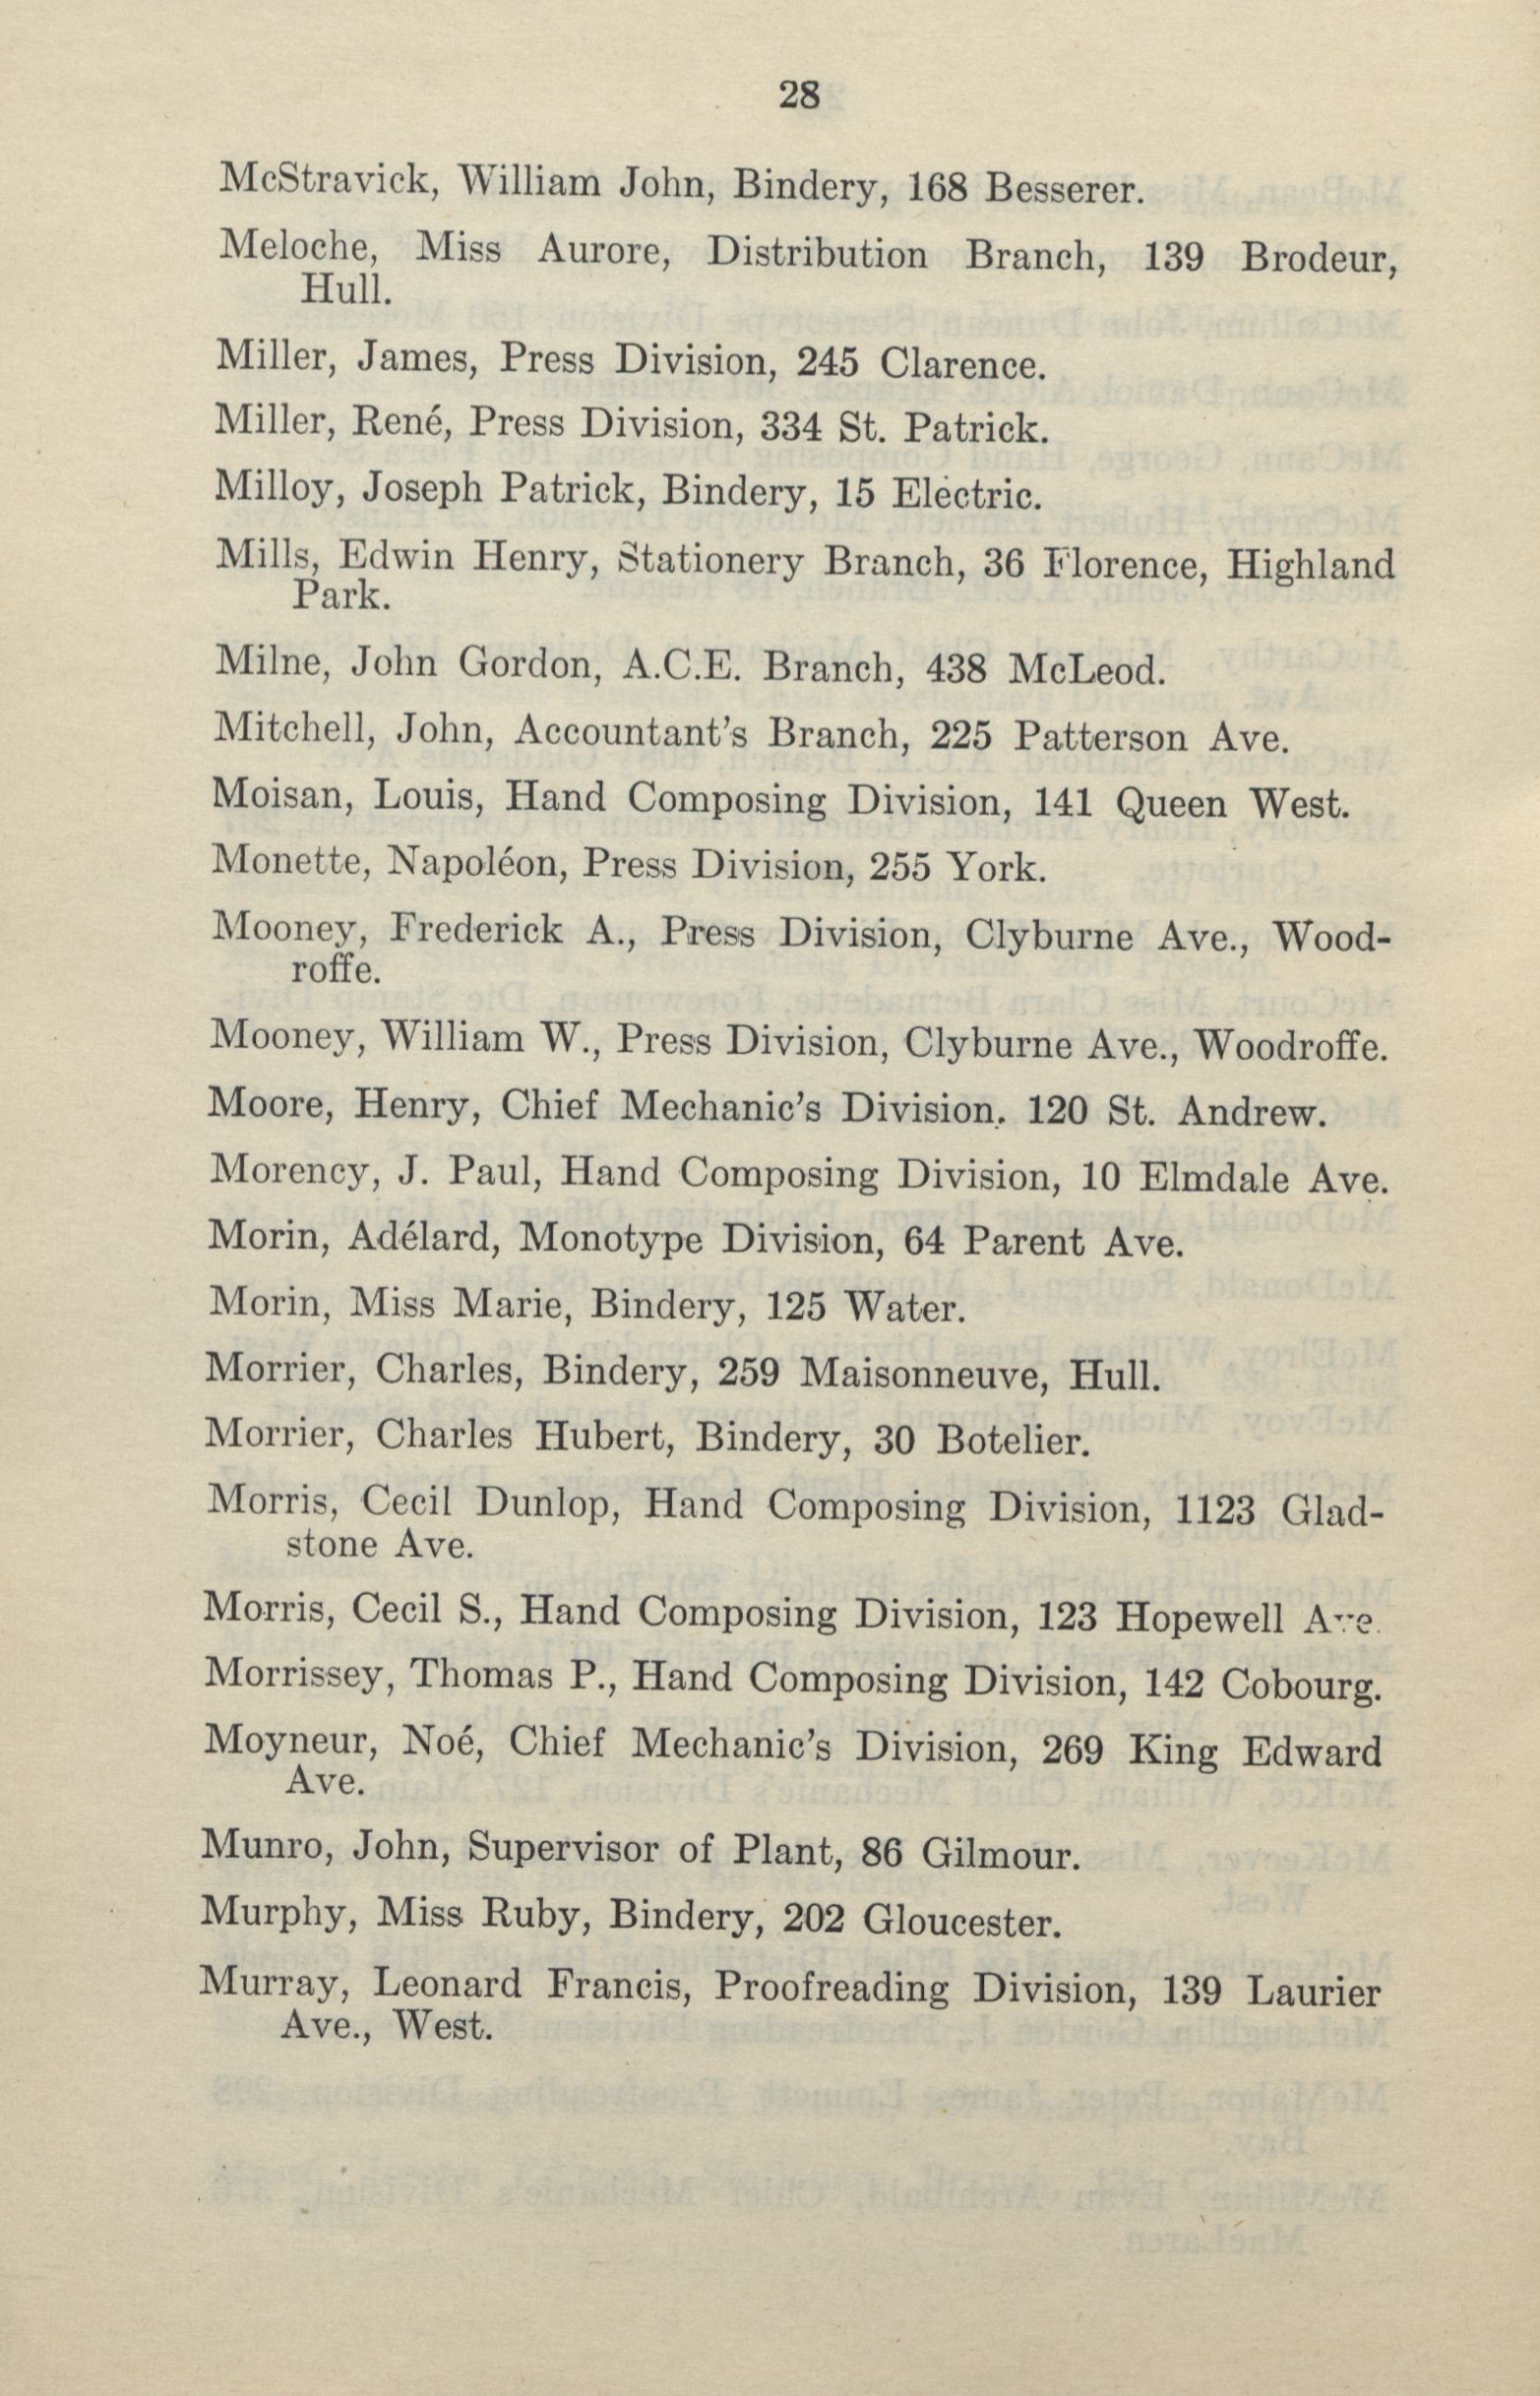 28
McStravick, William John, Bindery, 168 Besserer.
Meloche, Miss Aurore, Distribution Branch, 139 Brodeur,
Hull.
Miller, James, Press Division, 245 Clarence.
Miller, René, Press Division, 334 St. Patrick.
Milloy, Joseph Patrick, Bindery, 15 Electric.
Mills, Edwin Henry, Stationery Branch, 36 Florence, Highland
Park.
Milne, John Gordon, A.C.E. Branch, 438 McLeod.
Mitchell, John, Accountant's Branch, 225 Patterson Ave.
Moisan, Louis, Hand Composing Division, 141 Queen West.
Monette, Napoléon, Press Division, 255 York.
Mooney, Frederick A., Press Division, Clyburne Ave., Wood-
roffe.
Mooney, William W., Press Division, Clyburne Ave., Woodroffe.
Moore, Henry, Chief Mechanic's Division, 120 St. Andrew.
Morency, J. Paul, Hand Composing Division, 10 Elmdale Ave.
Morin, Adélard, Monotype Division, 64 Parent Ave.
Morin, Miss Marie, Bindery, 125 Water.
Morrier, Charles, Bindery, 259 Maisonneuve, Hull.
Morrier, Charles Hubert, Bindery, 30 Botelier.
Morris, Cecil Dunlop, Hand Composing Division, 1123 Glad-
stone Ave.
Morris, Cecil S., Hand Composing Division, 123 Hopewell Ave.
Morrissey, Thomas P., Hand Composing Division, 142 Cobourg.
Moyneur, Noé, Chief Mechanic's Division, 269 King Edward
Ave.
Munro, John, Supervisor of Plant, 86 Gilmour.
Murphy, Miss Ruby, Bindery, 202 Gloucester.
Murray, Leonard Francis, Proofreading Division, 139 Laurier
Ave., West.